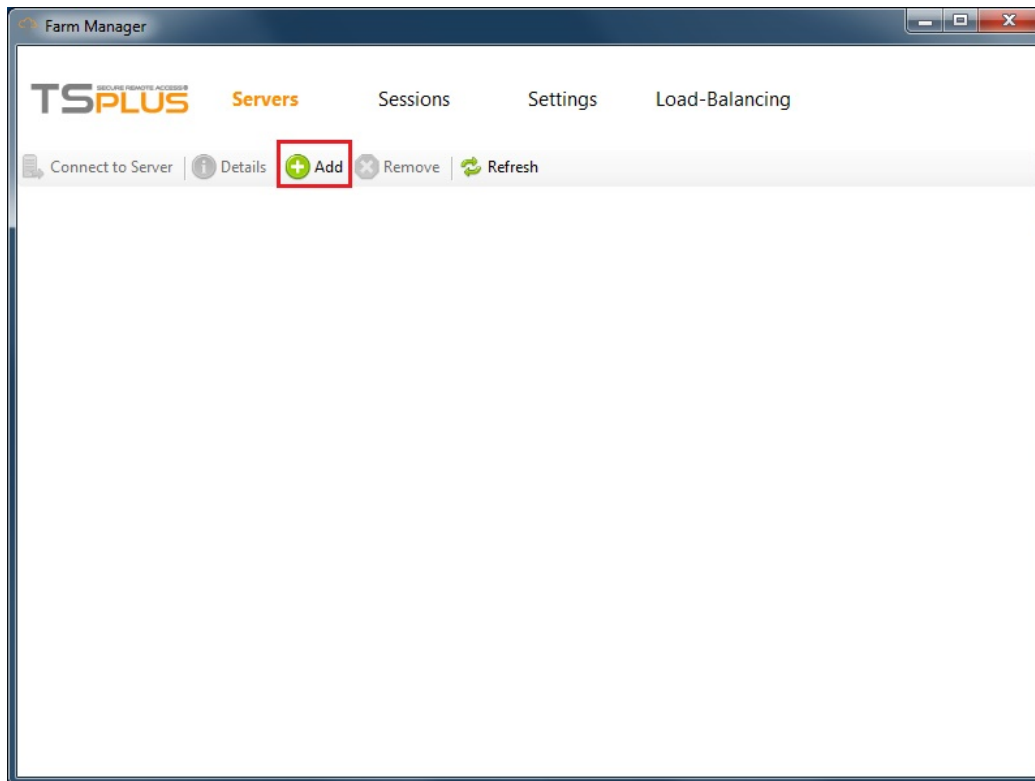 Farm Manager
TSPLUS SECURE REMOTE ACCESS® Servers Sessions Settings Load-Balancing
Connect to Server Details Add Remove Refresh